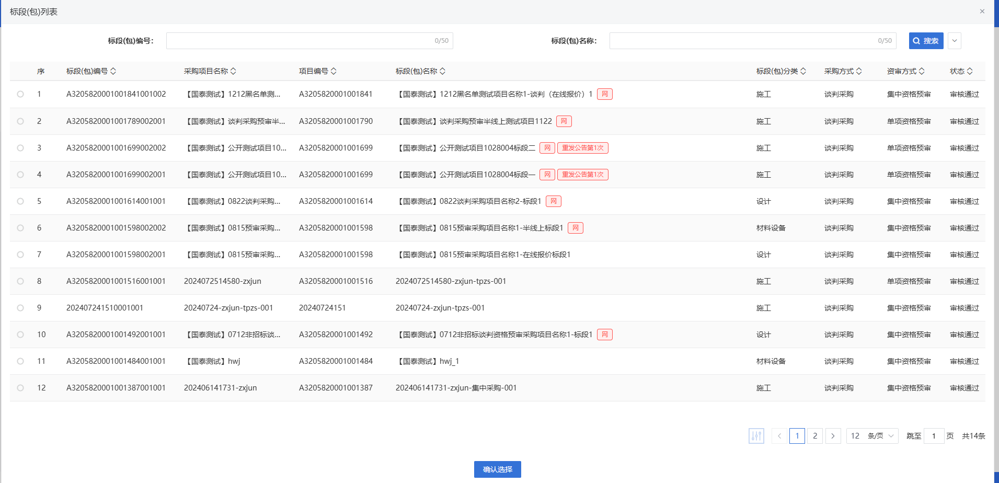 标段(包)列表
标段(包)编号： 0/50 标段(包)名称： 0/50 搜索
序 标段(包)编号 采购项目名称 项目编号 标段(包)名称 标段(包)分类 采购方式 资审方式 状态
1 A3205820001001841001002 【国泰测试】1212黑名单测... A3205820001001841 【国泰测试】1212黑名单测试项目名称1-谈判（在线报价）1 网 施工 谈判采购 集中资格预审 审核通过
2 A3205820001001789002001 【国泰测试】谈判采购预审半... A3205820001001790 【国泰测试】谈判采购预审半线上测试项目1122 网 施工 谈判采购 单项资格预审 审核通过
3 A3205820001001699002002 【国泰测试】公开测试项目10... A3205820001001699 【国泰测试】公开测试项目1028004标段二 网 重发公告第1次 施工 谈判采购 单项资格预审 审核通过
4 A3205820001001699002001 【国泰测试】公开测试项目10... A3205820001001699 【国泰测试】公开测试项目1028004标段一 网 重发公告第1次 施工 谈判采购 单项资格预审 审核通过
5 A3205820001001614001001 【国泰测试】0822谈判采购... A3205820001001614 【国泰测试】0822谈判采购项目名称2-标段1 网 设计 谈判采购 集中资格预审 审核通过
6 A3205820001001598002002 【国泰测试】0815预审采购... A3205820001001598 【国泰测试】0815预审采购项目名称1-半线上标段1 网 材料设备 谈判采购 集中资格预审 审核通过
7 A3205820001001598002001 【国泰测试】0815预审采购... A3205820001001598 【国泰测试】0815预审采购项目名称1-在线报价标段1 设计 谈判采购 集中资格预审 审核通过
8 A3205820001001516001001 2024072514580-zxjun A3205820001001516 2024072514580-zxjun-tpzs-001 施工 谈判采购 单项资格预审 审核通过
9 202407241510001001 20240724-zxjun-tpzs-001 20240724151 20240724-zxjun-tpzs-001 施工 谈判采购 集中资格预审 审核通过
10 A3205820001001492001001 【国泰测试】0712非招标谈... A3205820001001492 【国泰测试】0712非招标谈判资格预审采购项目名称1-标段1 网 设计 谈判采购 集中资格预审 审核通过
11 A3205820001001484001001 【国泰测试】hwj A3205820001001484 【国泰测试】hwj_1 材料设备 谈判采购 集中资格预审 审核通过
12 A3205820001001387001001 202406141731-zxjun A3205820001001387 202406141731-zxjun-集中采购-001 施工 谈判采购 集中资格预审 审核通过
1 2 12 条/页 跳至 1 页 共14条
确认选择